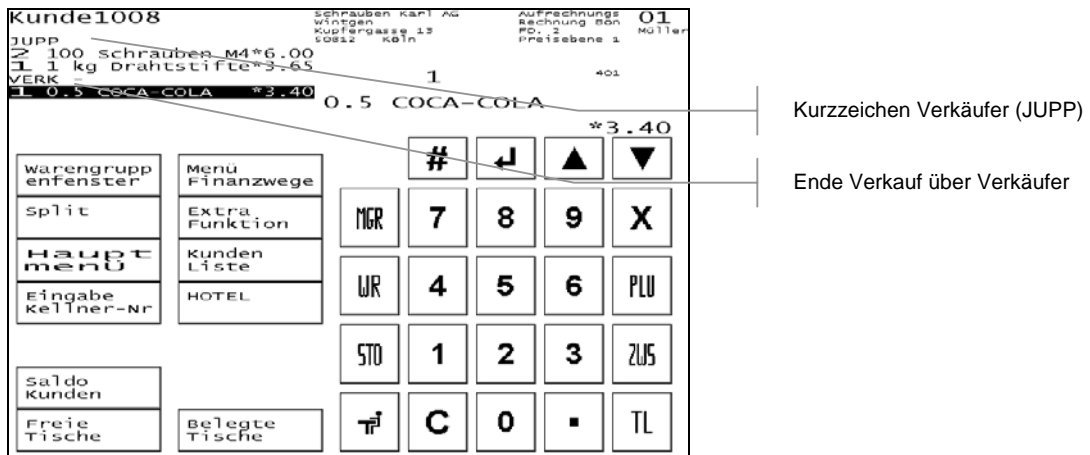 Kunde1008
Schrauben Karl AG
Wintgen
Kupfergasse 13
50812 Köln
Aufrechnungs
Rechnung Bon
PD. 2
Preisebene 1
01
Müller
JUPP
2 100 Schrauben M4*6.00
1 1 kg Drahtstifte*3.65
VERK -
1 0.5 COCA-COLA *3.40
1
401
0.5 COCA-COLA
*3.40
Kurzzeichen Verkäufer (JUPP)
Ende Verkauf über Verkäufer
#
Warengrupp
enfenster
Menü
Finanzwege
Split
Extra
Funktion
MGR
7
8
9
X
Haupt
menü
Kunden
Liste
WR
4
5
6
PLU
Eingabe
Kellner-Nr
HOTEL
STO
1
2
3
ZWS
Saldo
Kunden
Freie
Tische
Belegte
Tische
C
0
.
TL